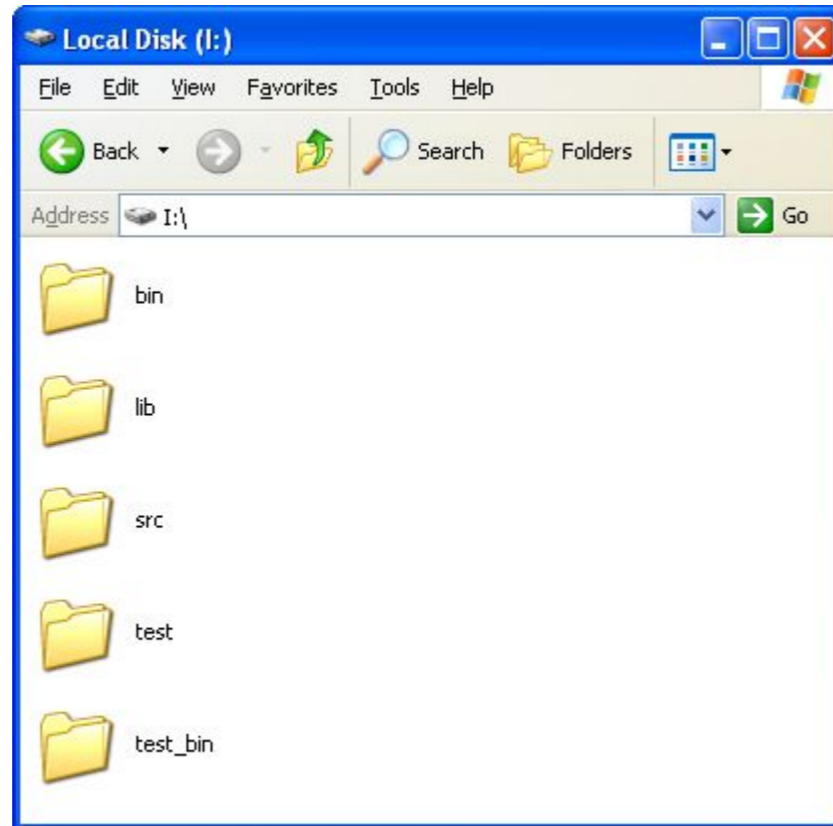 Local Disk (I:)
File Edit View Favorites Tools Help
Back Search Folders
Address I:\ Go
bin
lib
src
test
test_bin